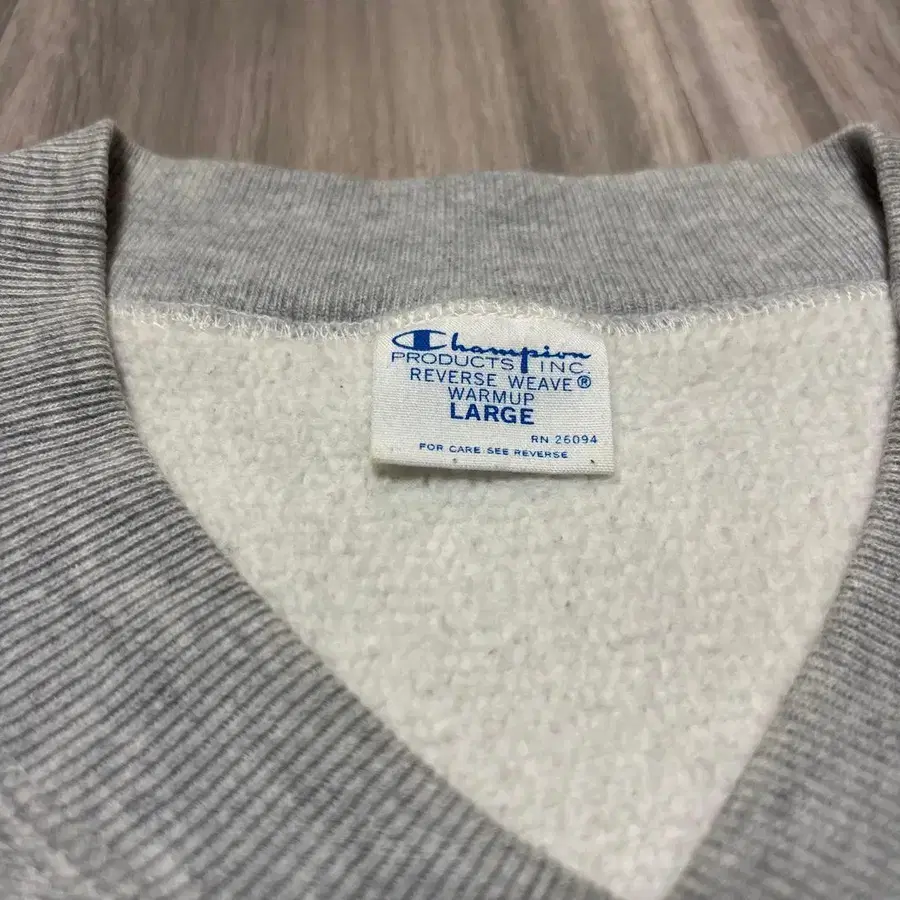 Champion
PRODUCTS INC.
REVERSE WEAVE®
WARMUP
LARGE
RN 26094
FOR CARE SEE REVERSE